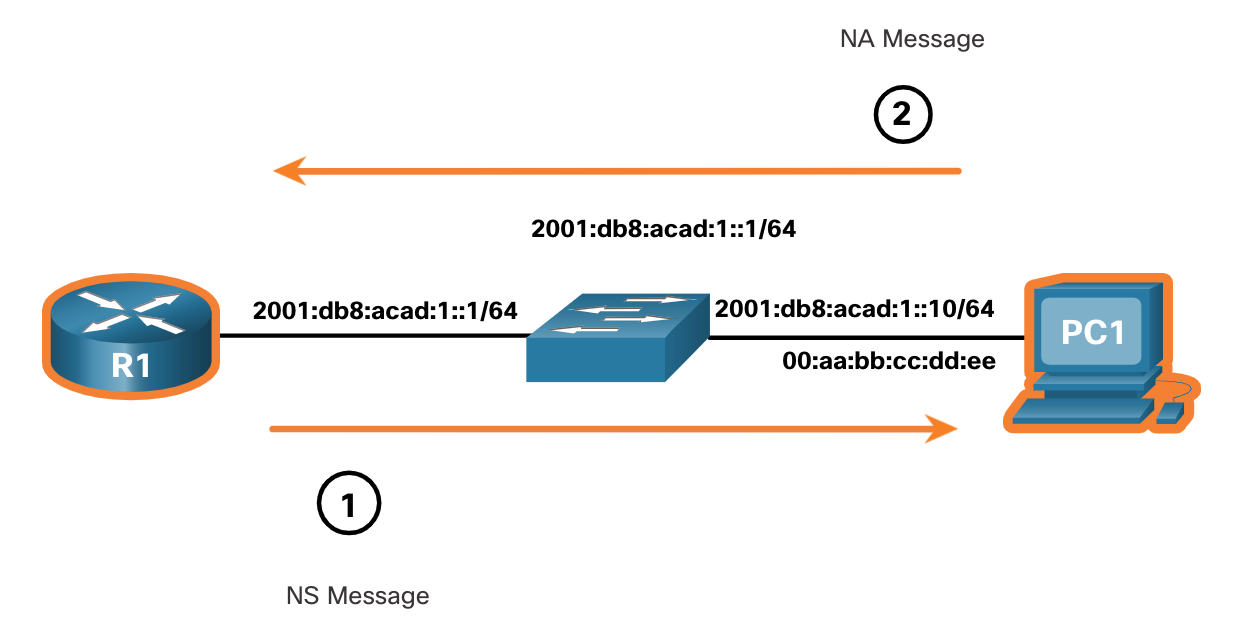 NA Message
2
2001:db8:acad:1::1/64
2001:db8:acad:1::1/64
2001:db8:acad:1::10/64
R1
PC1
00:aa:bb:cc:dd:ee
1
NS Message